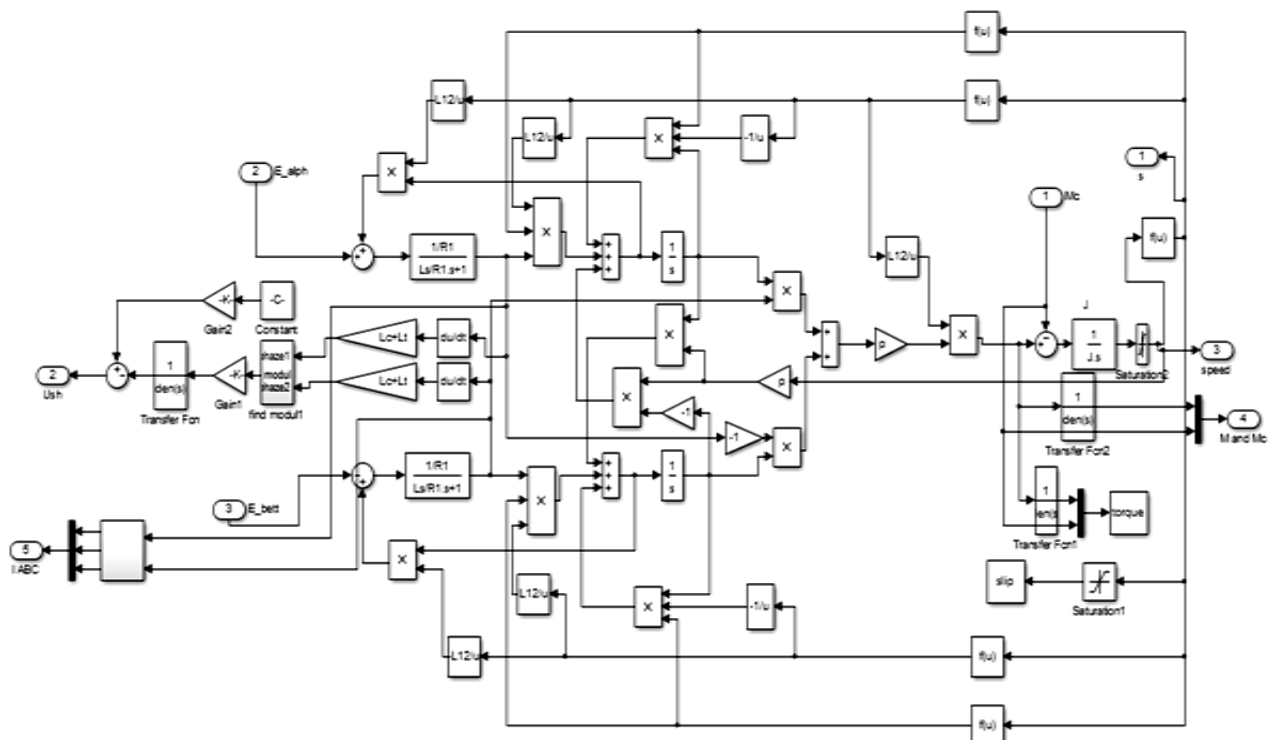 f(u)
f(u)
L12/u
L12/u
X
-1/u
1
s
2
E_alph
X
1
Mc
X
f(u)
1/R1
Ls/R1.s+1
+
+
+
1
s
L12/u
-K-
-C-
Gain2
Constant
X
X
J
Lc+Lt
du/dt
+
+
p
X
1
J.s
3
speed
Saturation2
2
Ush
1
den(s)
Transfer Fcn
-K-
Gain1
shaze1
modul
shaze2
find modul1
Lc+Lt
du/dt
X
p
-1
1
den(s)
Transfer Fcn2
4
M and Mc
-1
X
1/R1
Ls/R1.s+1
X
+
+
+
1
s
3
E_bett
1
den(s
Transfer Fcn1
torque
5
I ABC
X
slip
Saturation1
L12/u
X
-1/u
L12/u
f(u)
f(u)